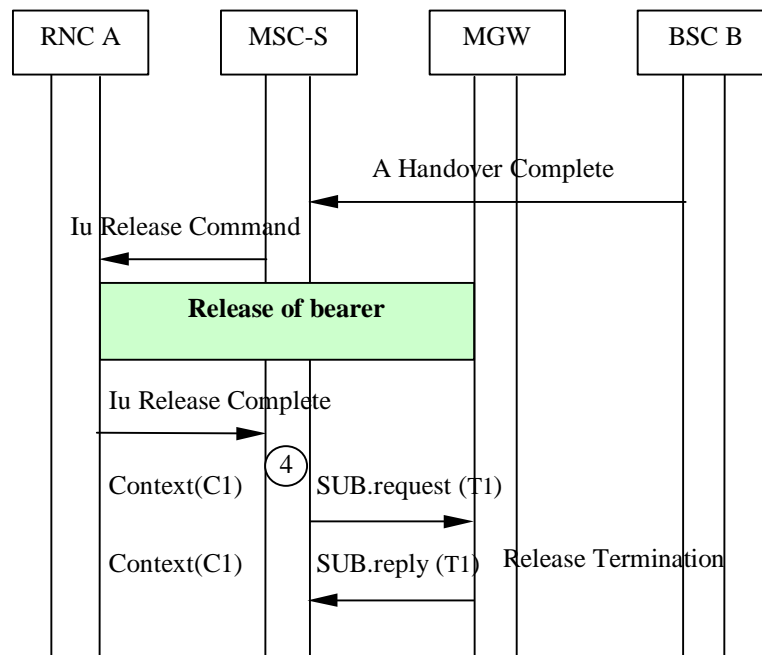 RNC A MSC-S MGW BSC B
A Handover Complete
Iu Release Command
Release of bearer
Iu Release Complete
4
Context(C1) SUB.request (T1)
Context(C1) SUB.reply (T1) Release Termination